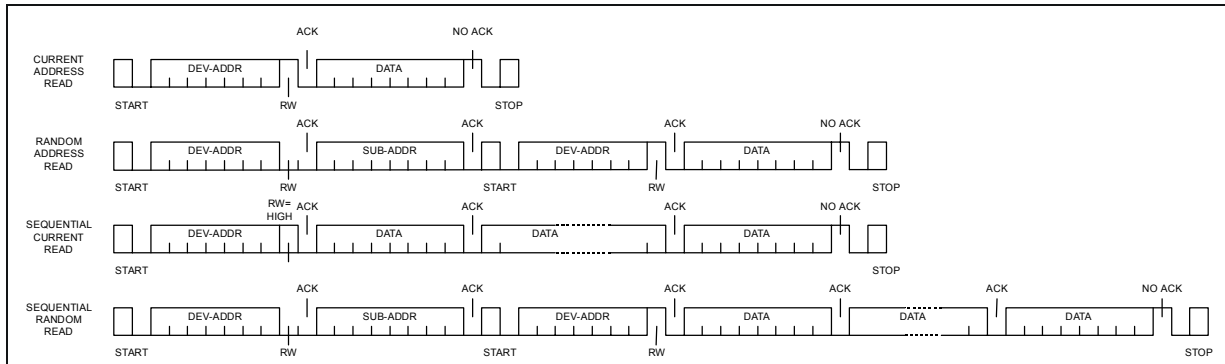 ACK NO ACK
CURRENT
ADDRESS
READ
DEV-ADDR DATA
START RW STOP
ACK ACK ACK NO ACK
RANDOM
ADDRESS
READ
DEV-ADDR SUB-ADDR DEV-ADDR DATA
START RW START RW STOP
RW=
HIGH
ACK ACK ACK NO ACK
SEQUENTIAL
CURRENT
READ
DEV-ADDR DATA DATA DATA
START STOP
ACK ACK ACK ACK ACK NO ACK
SEQUENTIAL
RANDOM
READ
DEV-ADDR SUB-ADDR DEV-ADDR DATA DATA DATA
START RW START RW STOP